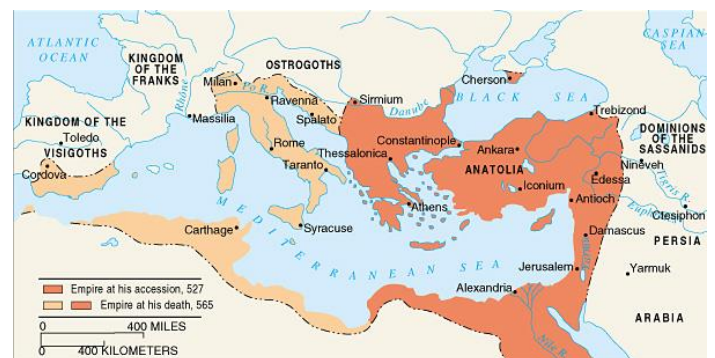 ATLANTIC
OCEAN
KINGDOM
OF THE
FRANKS
OSTROGOTHS
CASPIAN
SEA
Milan
Po R.
Rhône
Ravenna
Sirmium
Danube
Cherson
BLACK SEA
Trebizond
KINGDOM OF THE
VISIGOTHS
Toledo
Massilia
Spalato
Rome
Thessalonica
Constantinople
Ankara
DOMINIONS
OF THE
SASSANIDS
Nineveh
Cordova
Taranto
ANATOLIA
Iconium
Edessa
Tigris R.
Antioch
Athens
Ctesiphon
Carthage
Syracuse
MEDITERRANEAN SEA
Damascus
PERSIA
Jerusalem
Yarmuk
Alexandria
ARABIA
Nile R.
Empire at his accession, 527
Empire at his death, 565
0 400 MILES
0 400 KILOMETERS